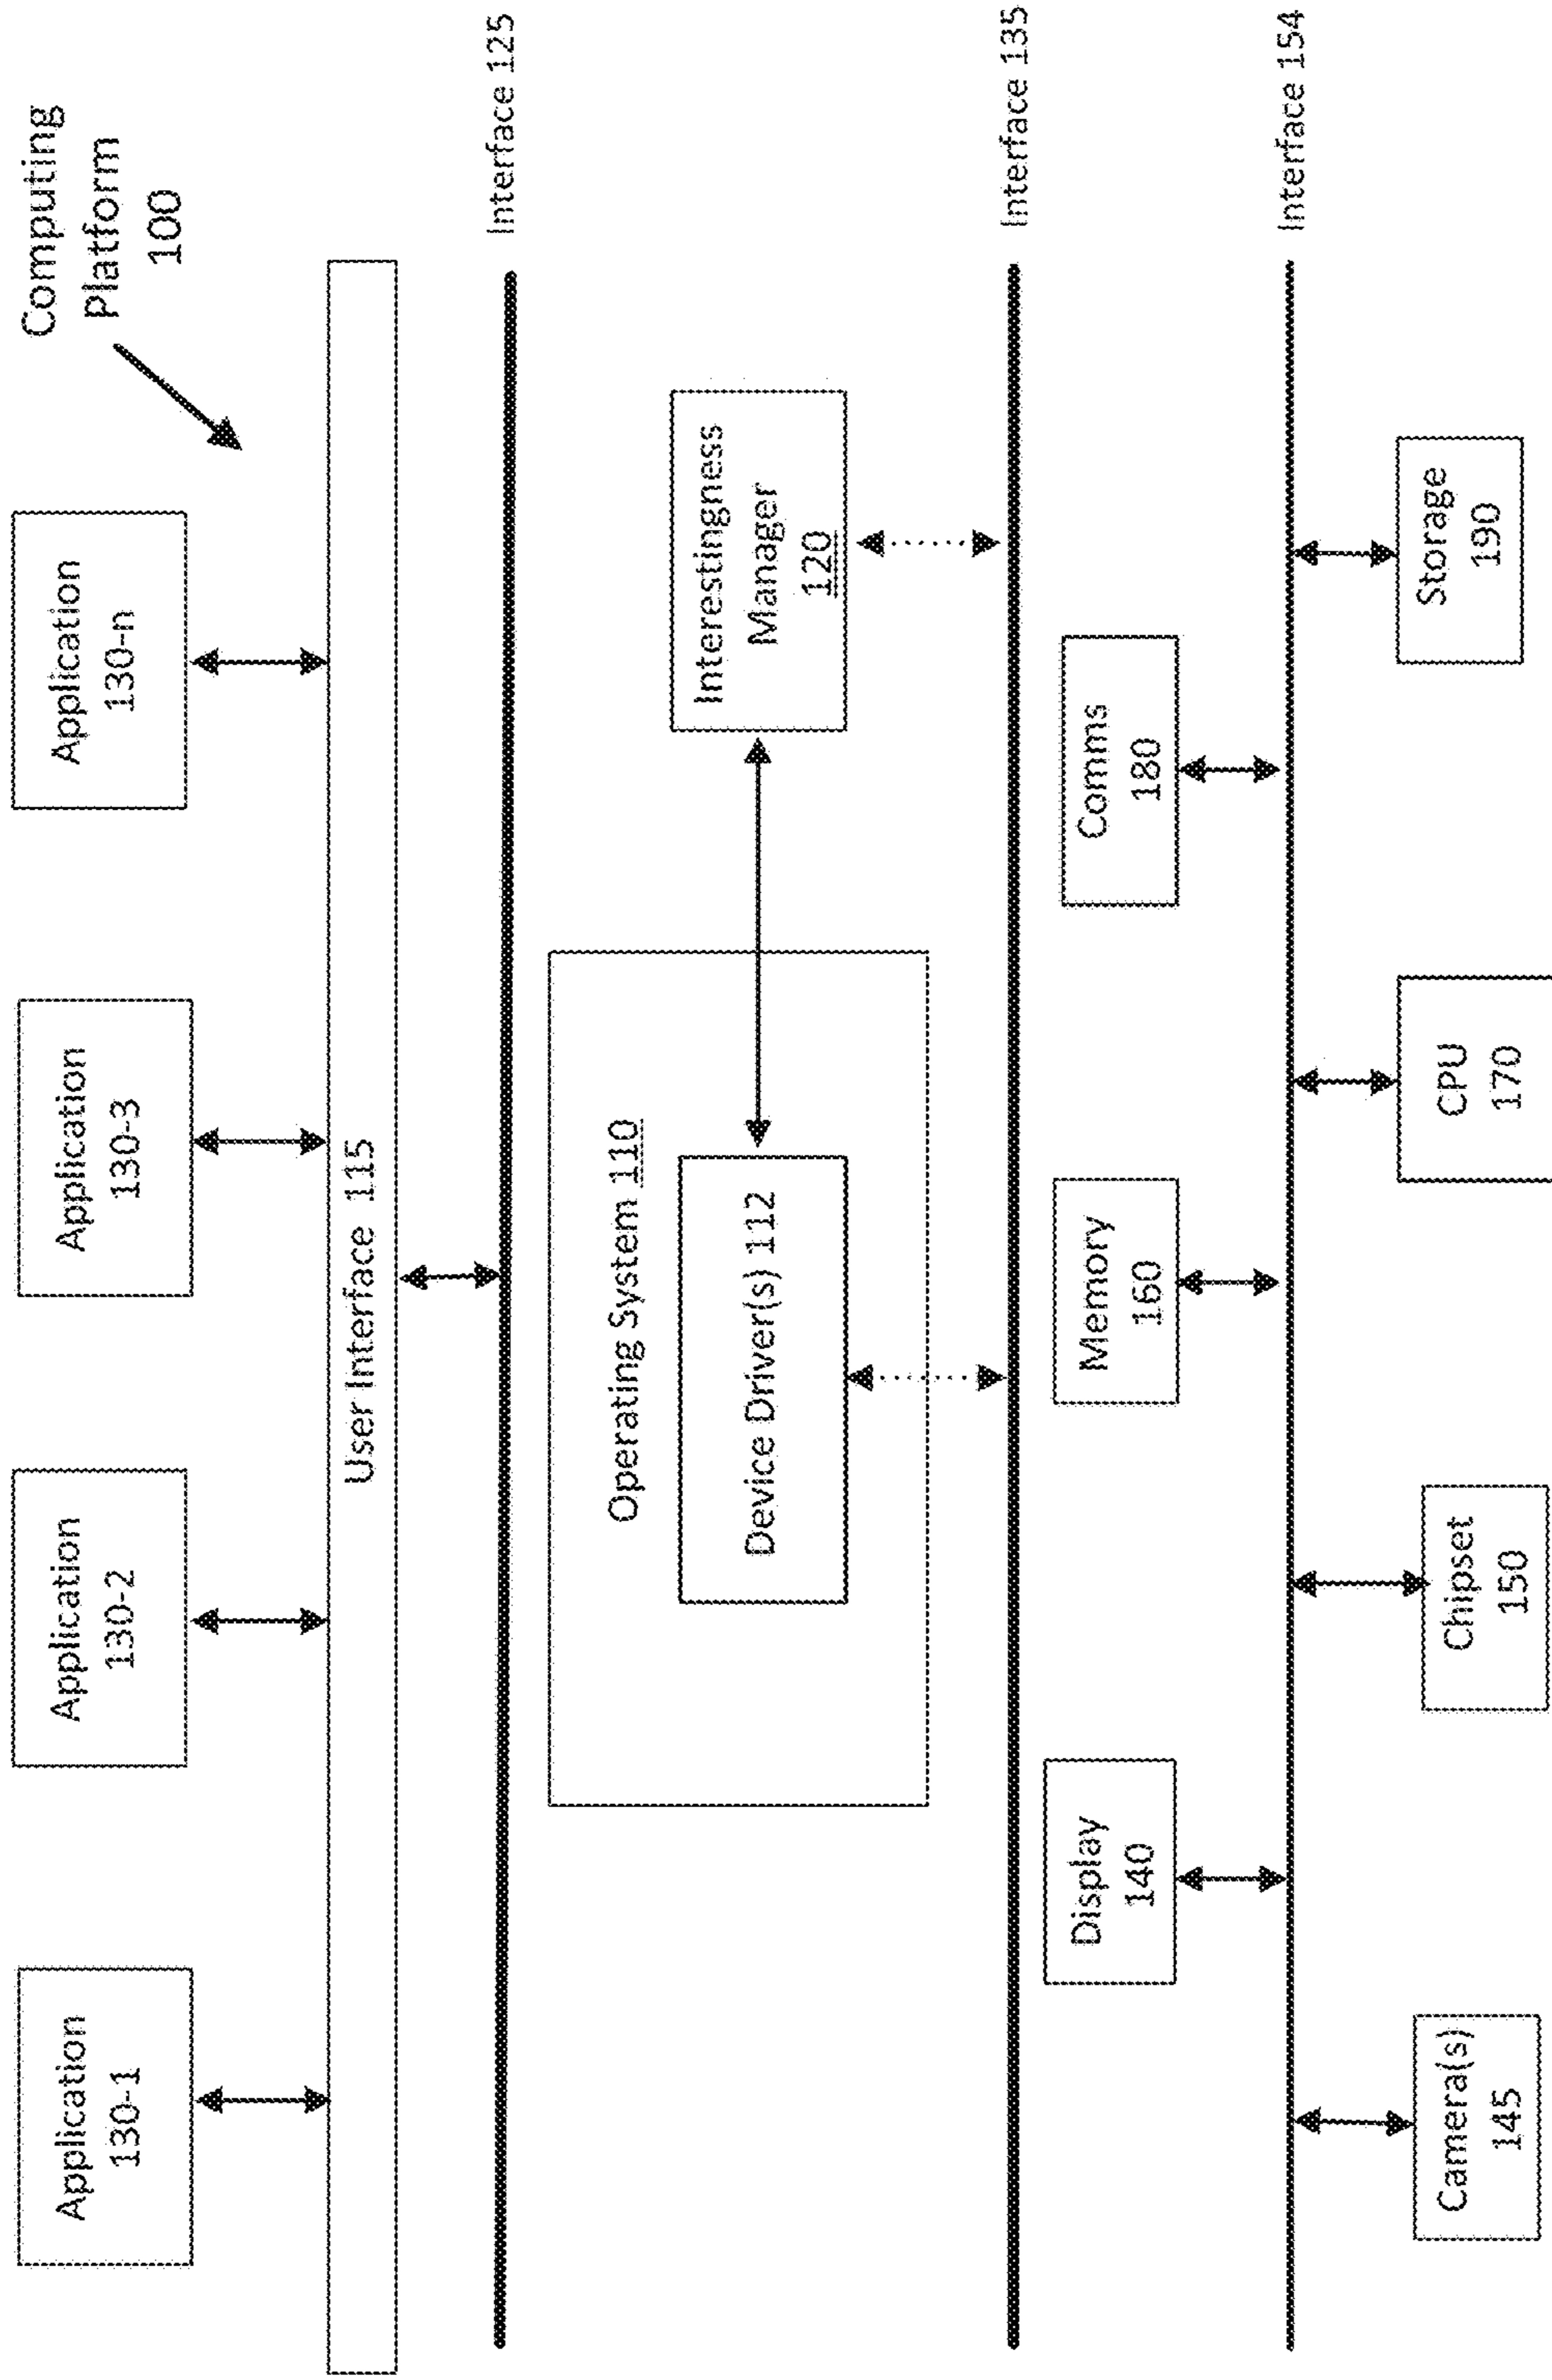 Computing
Platform
100
Application
130-1
Application
130-2
Application
130-3
Application
130-n
User Interface 115
Interface 125
Operating System 110
Device Driver(s) 112
Interestingness
Manager
120
Interface 135
Display
140
Memory
160
Comms
180
Interface 154
Camera(s)
145
Chipset
150
CPU
170
Storage
190